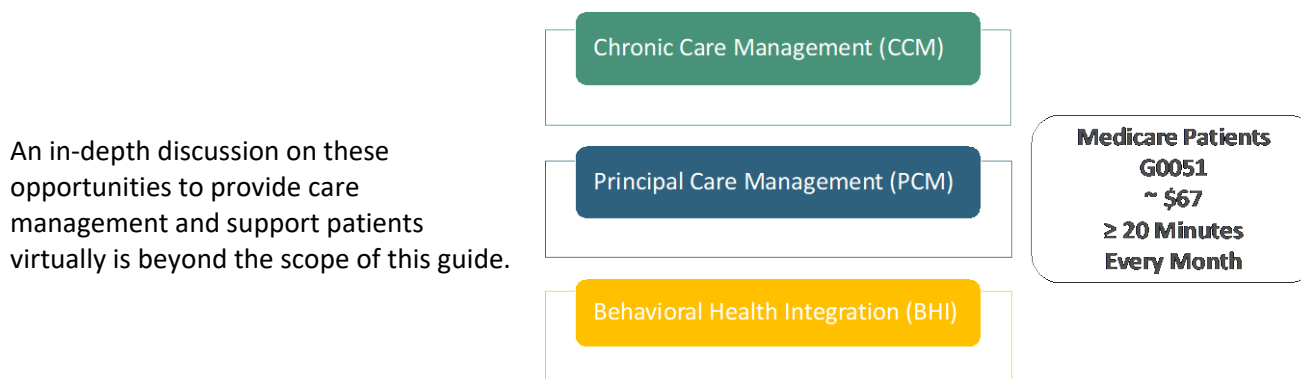 An in-depth discussion on these
opportunities to provide care
management and support patients
virtually is beyond the scope of this guide.
Chronic Care Management (CCM)
Principal Care Management (PCM)
Behavioral Health Integration (BHI)
Medicare Patients
G0051
~ $67
≥ 20 Minutes
Every Month